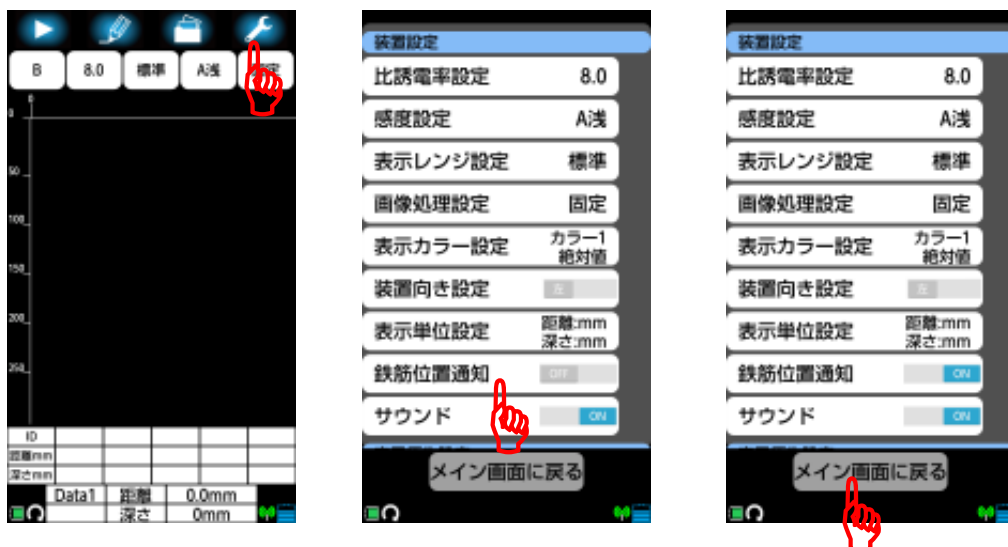 B 8.0 標準 A浅
0
0
50
100
150
200
250
ID
距離mm
深さmm
Data1 距離 0.0mm
深さ 0mm
装置設定
比誘電率設定 8.0
感度設定 A浅
表示レンジ設定 標準
画像処理設定 固定
表示カラー設定 カラー1
絶対値
装置向き設定 左
表示単位設定 距離:mm
深さ:mm
鉄筋位置通知 OFF
サウンド ON
メイン画面に戻る
装置設定
比誘電率設定 8.0
感度設定 A浅
表示レンジ設定 標準
画像処理設定 固定
表示カラー設定 カラー1
絶対値
装置向き設定 左
表示単位設定 距離:mm
深さ:mm
鉄筋位置通知 ON
サウンド ON
メイン画面に戻る